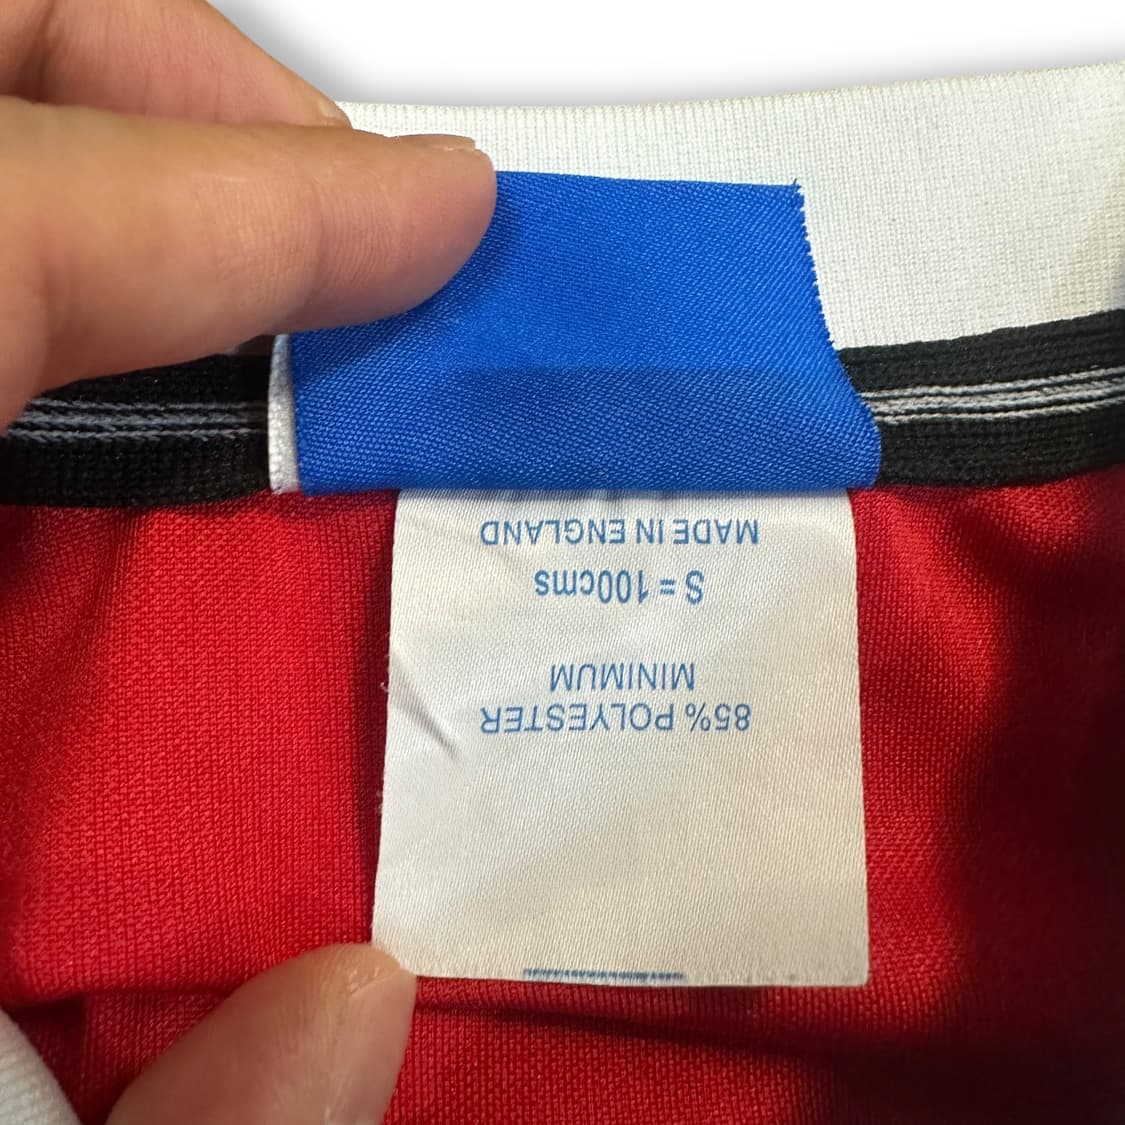 85% POLYESTER
MINIMUM
S = 100cms
MADE IN ENGLAND